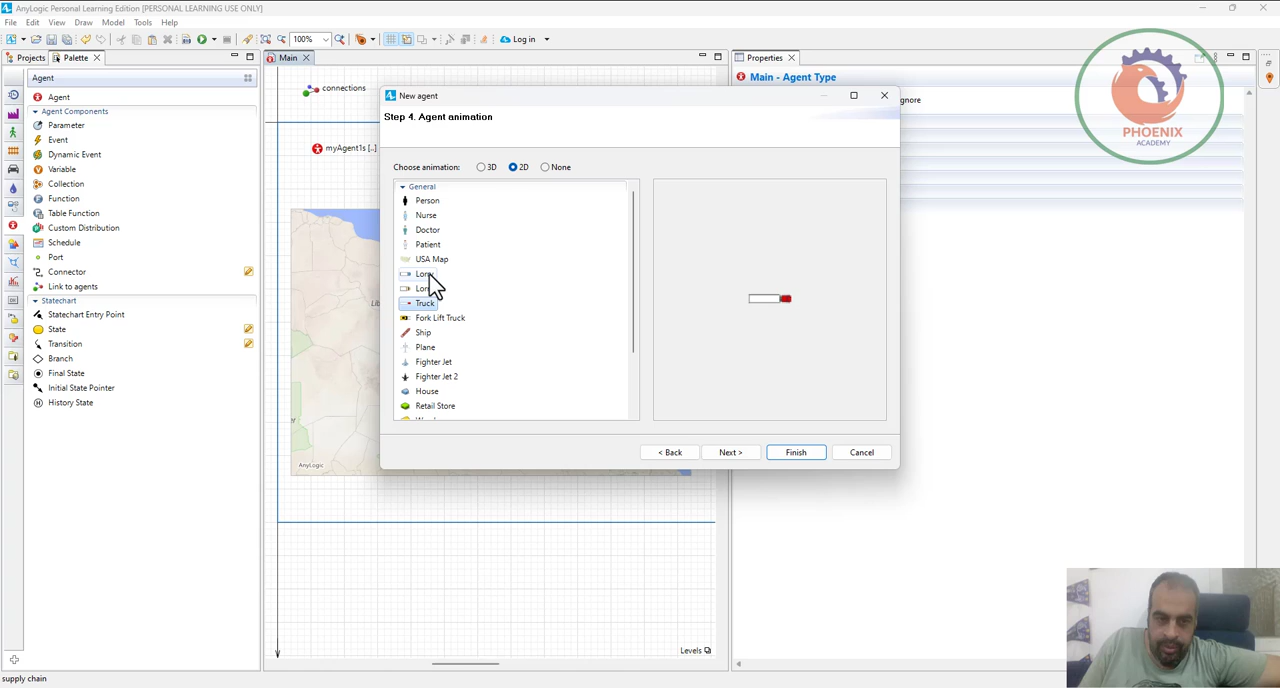 AnyLogic Personal Learning Edition [PERSONAL LEARNING USE ONLY]
File Edit View Draw Model Tools Help
100%
Log in
Projects
Palette
Main
Properties
Agent
Agent
Agent Components
Parameter
Event
Dynamic Event
Variable
Collection
Function
Table Function
Custom Distribution
Schedule
Port
Connector
Link to agents
Statechart
Statechart Entry Point
State
Transition
Branch
Final State
Initial State Pointer
History State
connections
myAgent1s [..]
AnyLogic
Levels
New agent
Step 4. Agent animation
Choose animation:
3D
2D
None
General
Person
Nurse
Doctor
Patient
USA Map
Truck
Fork Lift Truck
Ship
Plane
Fighter Jet
Fighter Jet 2
House
Retail Store
< Back
Next >
Finish
Cancel
Main - Agent Type
gnore
PHOENIX
ACADEMY
supply chain